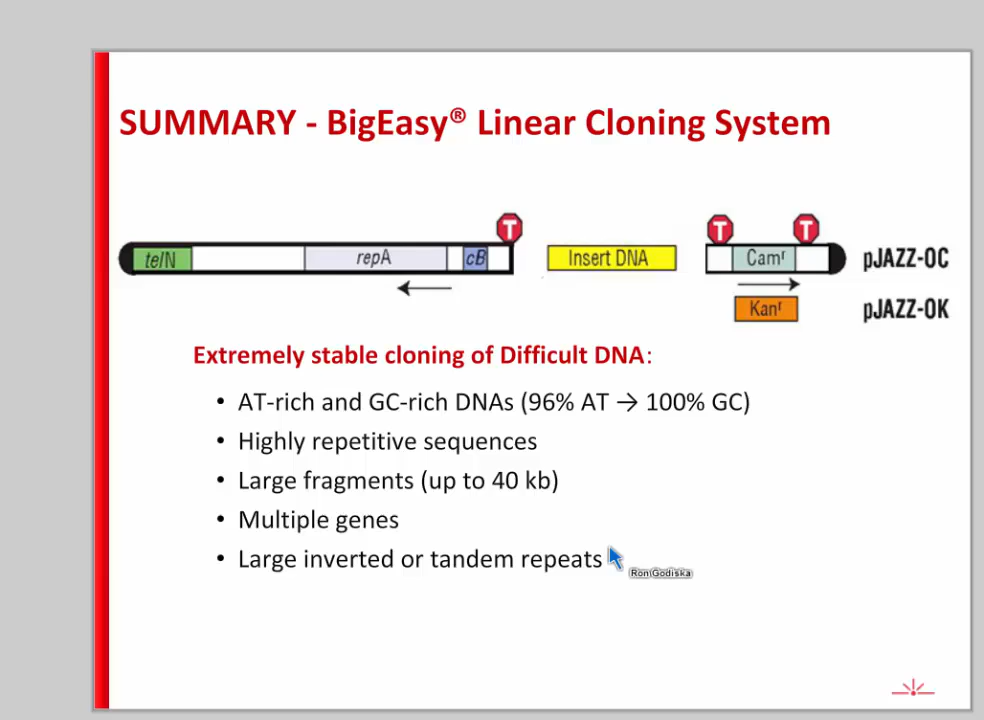 SUMMARY - BigEasy® Linear Cloning System
T T T
telN repA cB Insert DNA Camʳ pJAZZ-OC
Kanʳ pJAZZ-OK
Extremely stable cloning of Difficult DNA:
• AT-rich and GC-rich DNAs (96% AT → 100% GC)
• Highly repetitive sequences
• Large fragments (up to 40 kb)
• Multiple genes
• Large inverted or tandem repeats
Ron Godiska